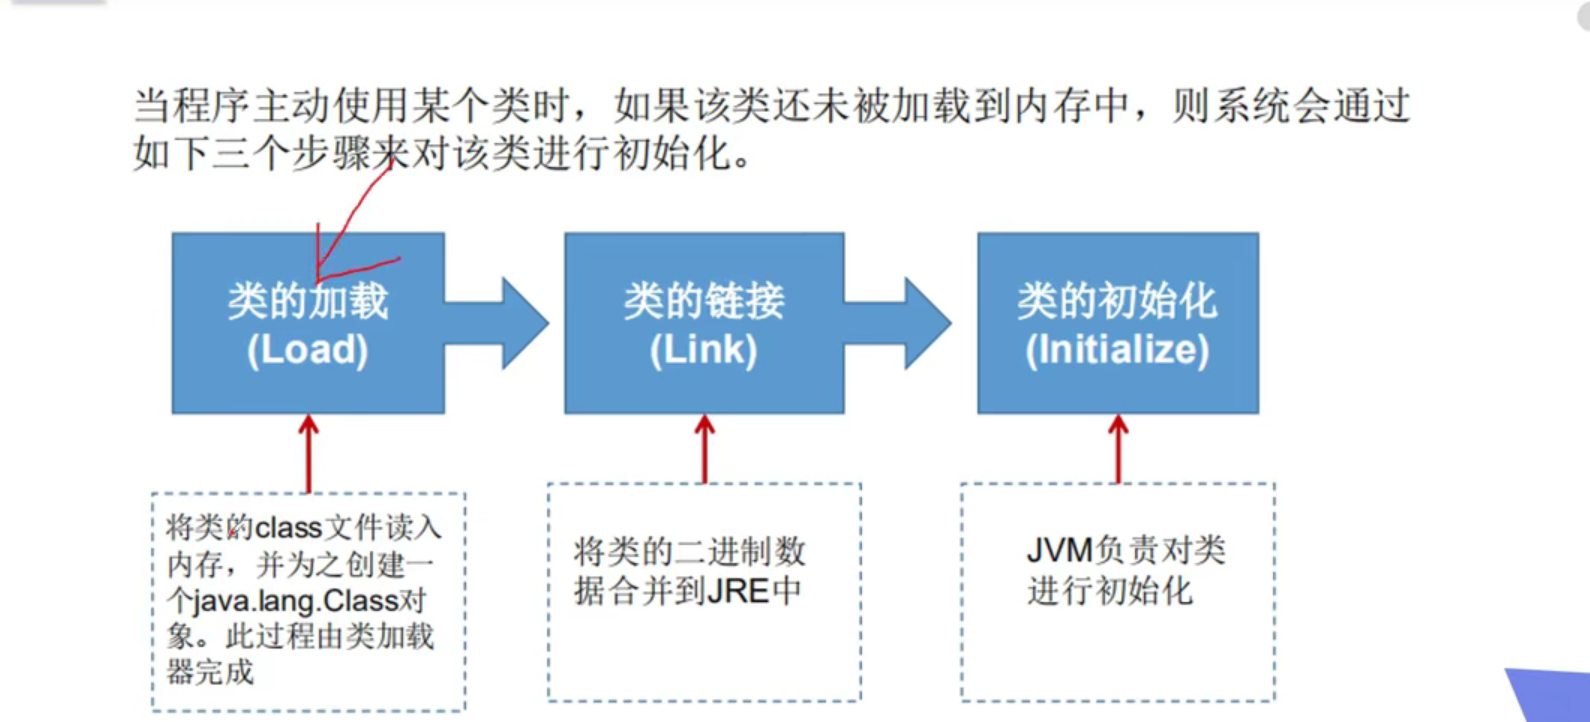 当程序主动使用某个类时，如果该类还未被加载到内存中，则系统会通过
如下三个步骤来对该类进行初始化。
类的加载
(Load)
类的链接
(Link)
类的初始化
(Initialize)
将类的class文件读入
内存，并为之创建一
个java.lang.Class对
象。此过程由类加载
器完成
将类的二进制数
据合并到JRE中
JVM负责对类
进行初始化